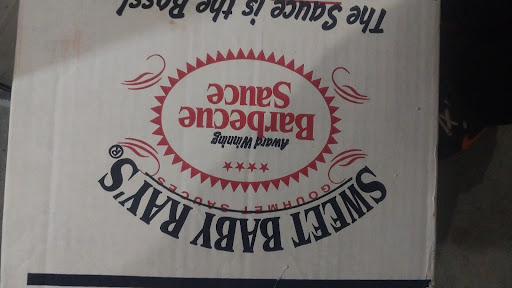 SWEET BABY RAY'S®
GOURMET SAUCES
Award Winning
Barbecue
Sauce
The Sauce is the Boss!